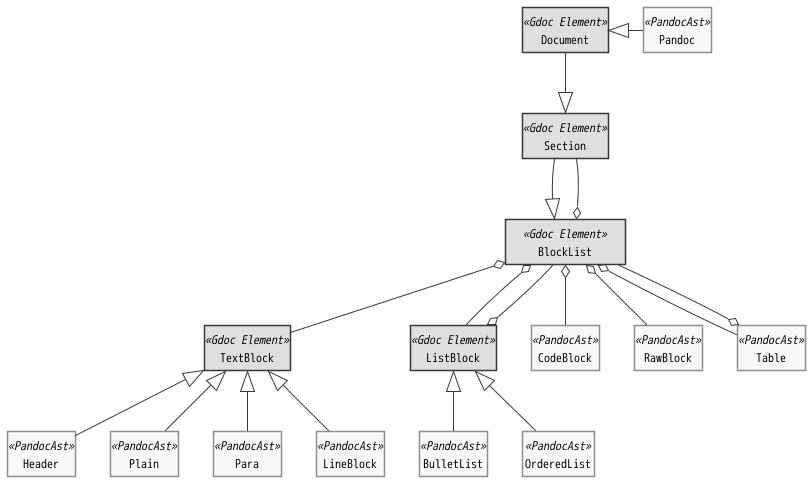 <<Gdoc Element>>
Document
<<PandocAst>>
Pandoc
<<Gdoc Element>>
Section
<<Gdoc Element>>
BlockList
<<Gdoc Element>>
TextBlock
<<Gdoc Element>>
ListBlock
<<PandocAst>>
CodeBlock
<<PandocAst>>
RawBlock
<<PandocAst>>
Table
<<PandocAst>>
Header
<<PandocAst>>
Plain
<<PandocAst>>
Para
<<PandocAst>>
LineBlock
<<PandocAst>>
BulletList
<<PandocAst>>
OrderedList